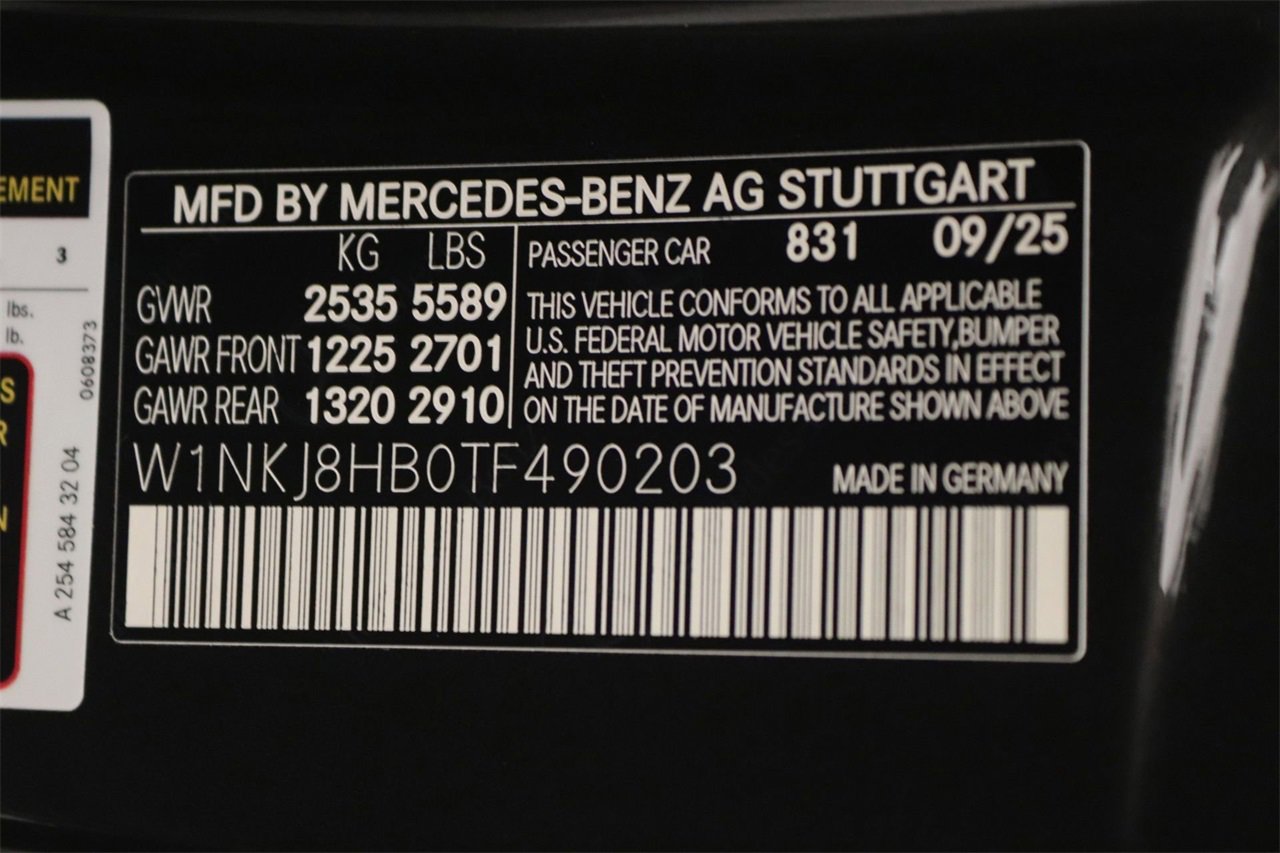 EMENT
3
lbs.
lb.
S
R
N
0608373
A 254 584 32 04
MFD BY MERCEDES-BENZ AG STUTTGART
KG LBS
GVWR 2535 5589
GAWR FRONT 1225 2701
GAWR REAR 1320 2910
PASSENGER CAR 831 09/25
THIS VEHICLE CONFORMS TO ALL APPLICABLE
U.S. FEDERAL MOTOR VEHICLE SAFETY,BUMPER
AND THEFT PREVENTION STANDARDS IN EFFECT
ON THE DATE OF MANUFACTURE SHOWN ABOVE
W1NKJ8HB0TF490203
MADE IN GERMANY